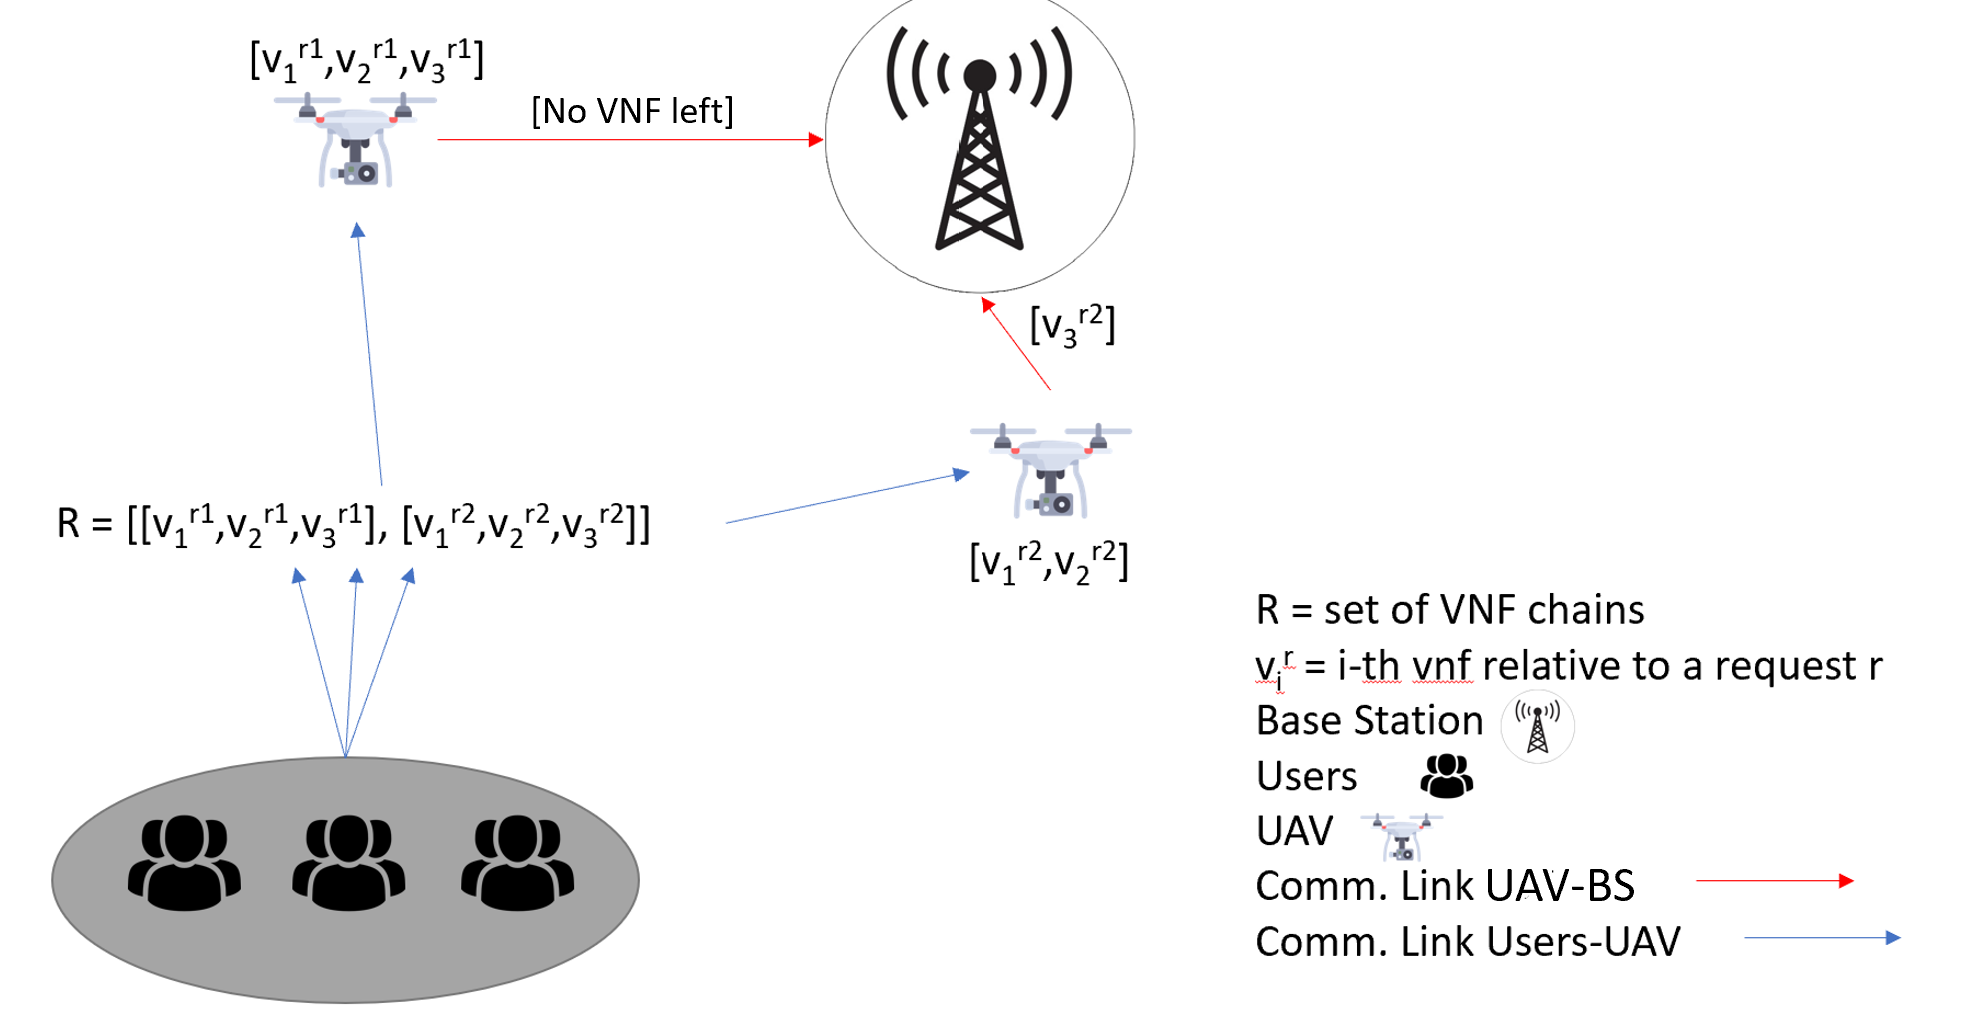 [v₁ʳ¹,v₂ʳ¹,v₃ʳ¹]
[No VNF left]
[v₃ʳ²]
R = [[v₁ʳ¹,v₂ʳ¹,v₃ʳ¹], [v₁ʳ²,v₂ʳ²,v₃ʳ²]]
[v₁ʳ²,v₂ʳ²]
R = set of VNF chains
vᵢʳ = i-th vnf relative to a request r
Base Station
Users
UAV
Comm. Link UAV-BS
Comm. Link Users-UAV